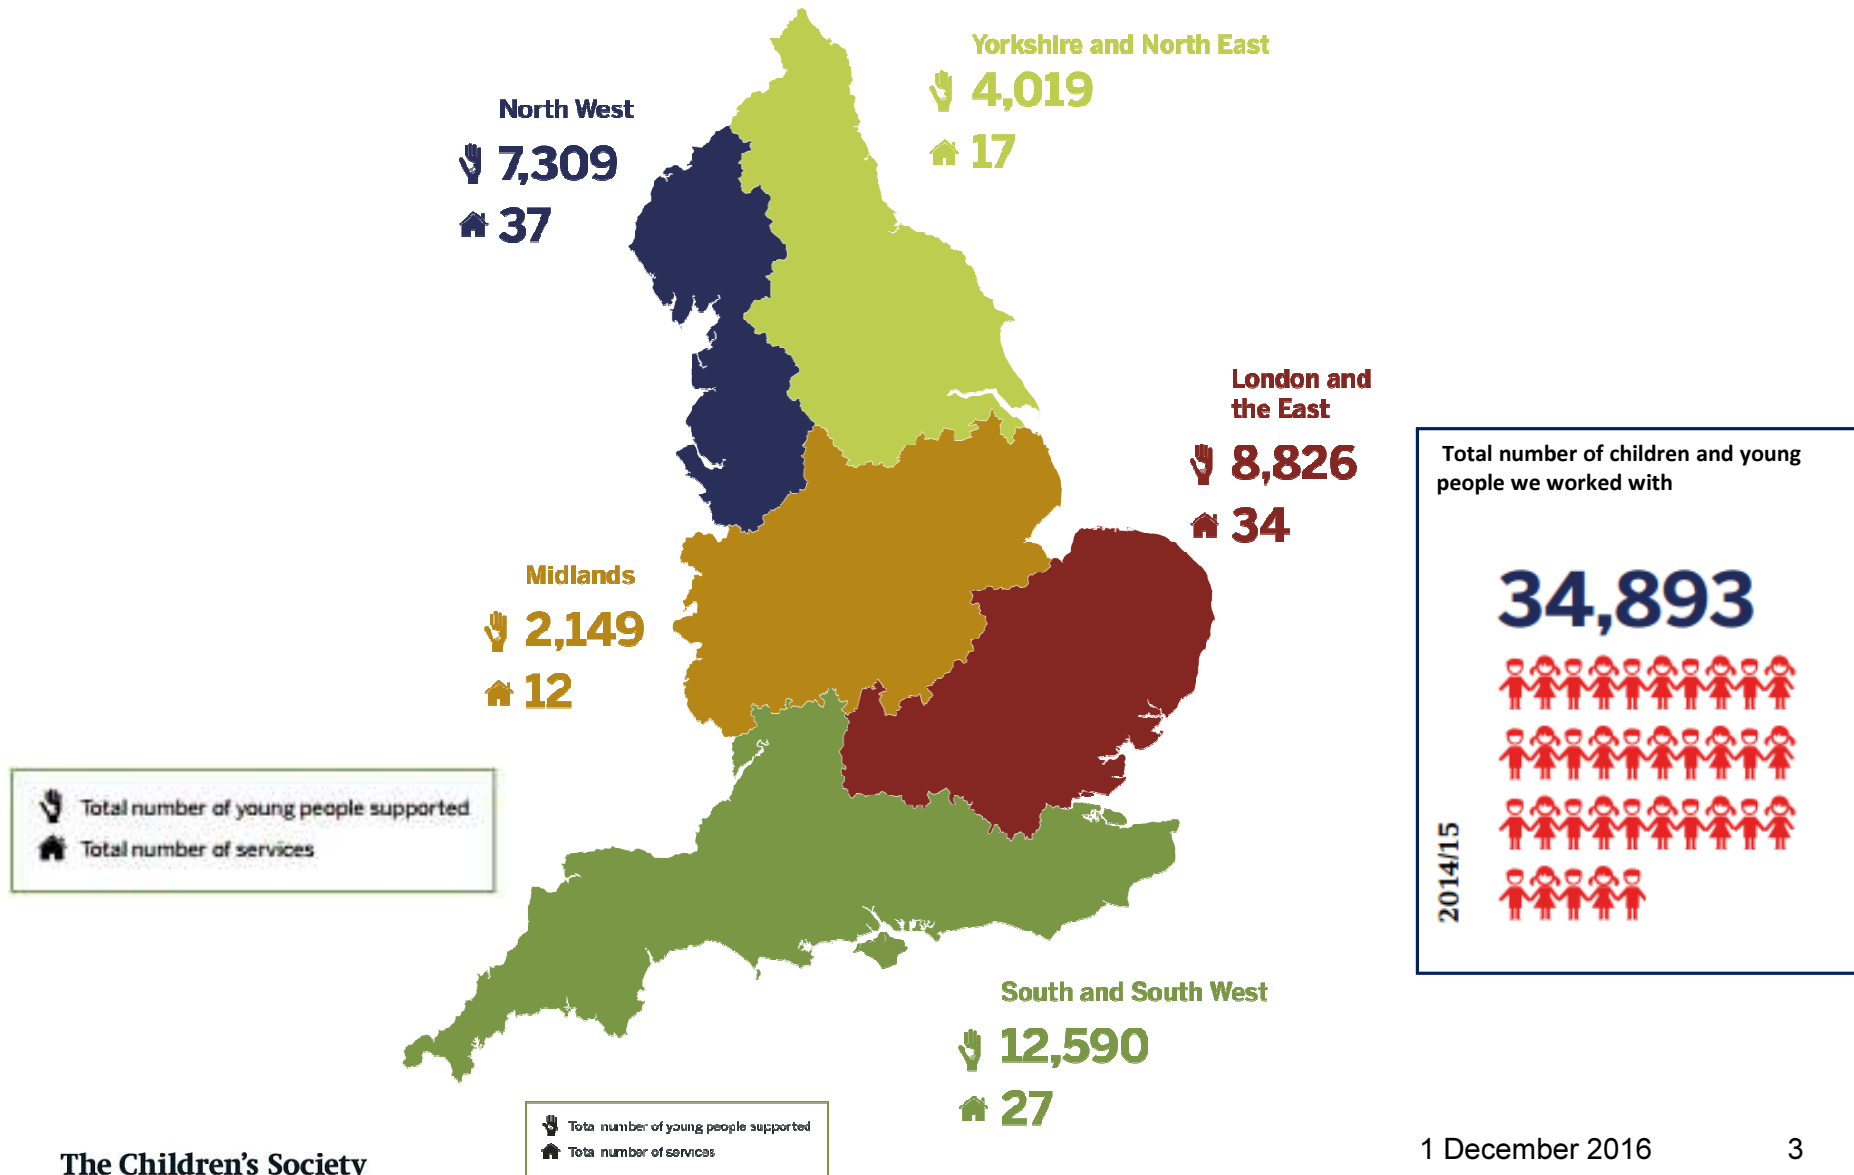 Yorkshire and North East
4,019
17
North West
7,309
37
London and
the East
8,826
34
Total number of children and young
people we worked with
34,893
2014/15
Midlands
2,149
12
Total number of young people supported
Total number of services
South and South West
12,590
27
Tota number of young people supported
Tota number of services
The Children's Society
1 December 2016
3